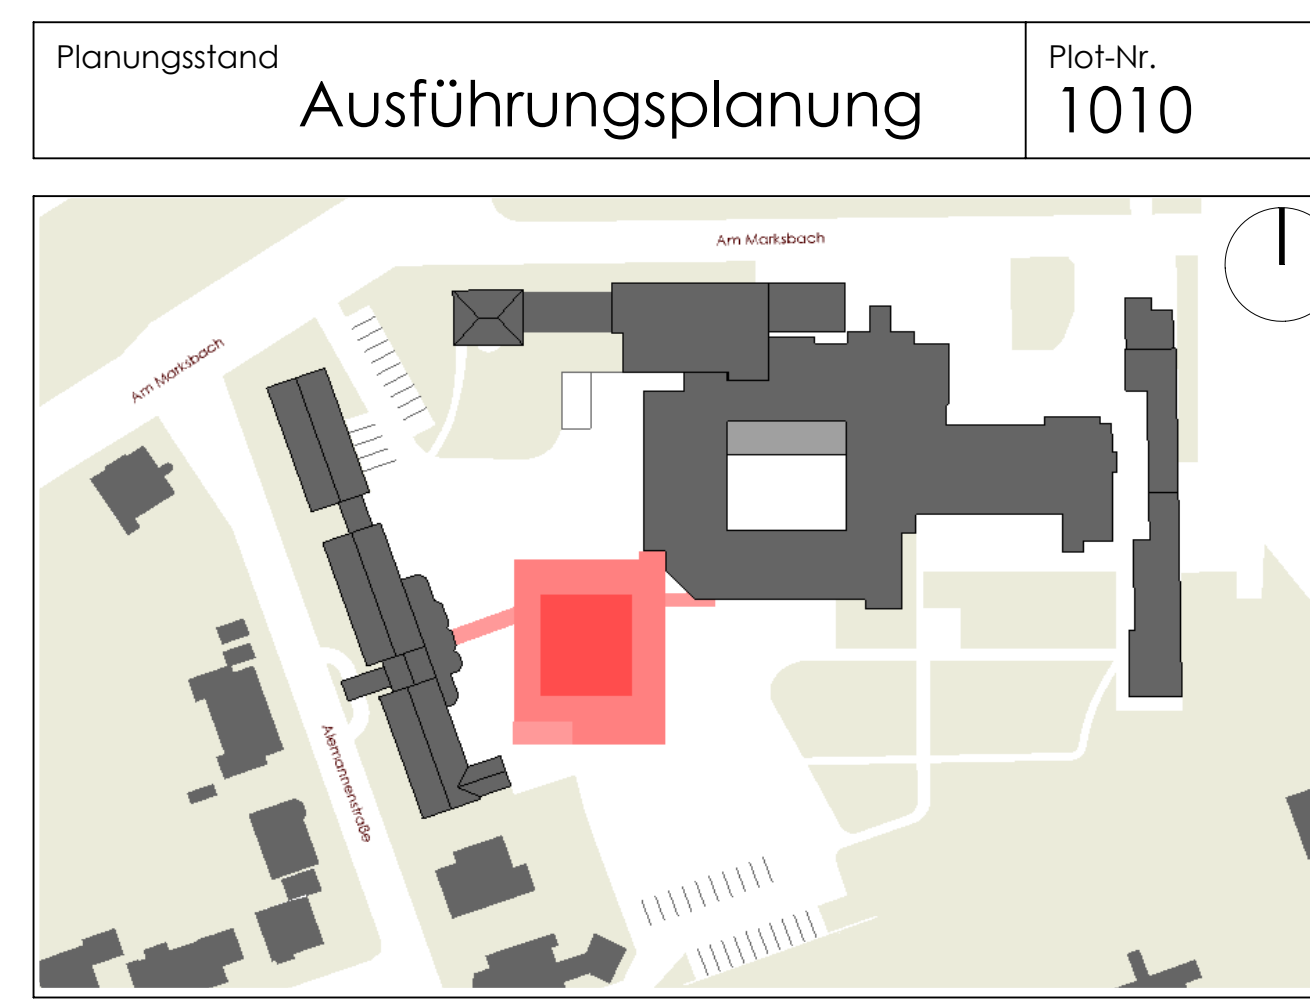 Planungsstand
Ausführungsplanung
Plot-Nr.
1010
Am Marksbach
Am Marksbach
Alemannenstraße